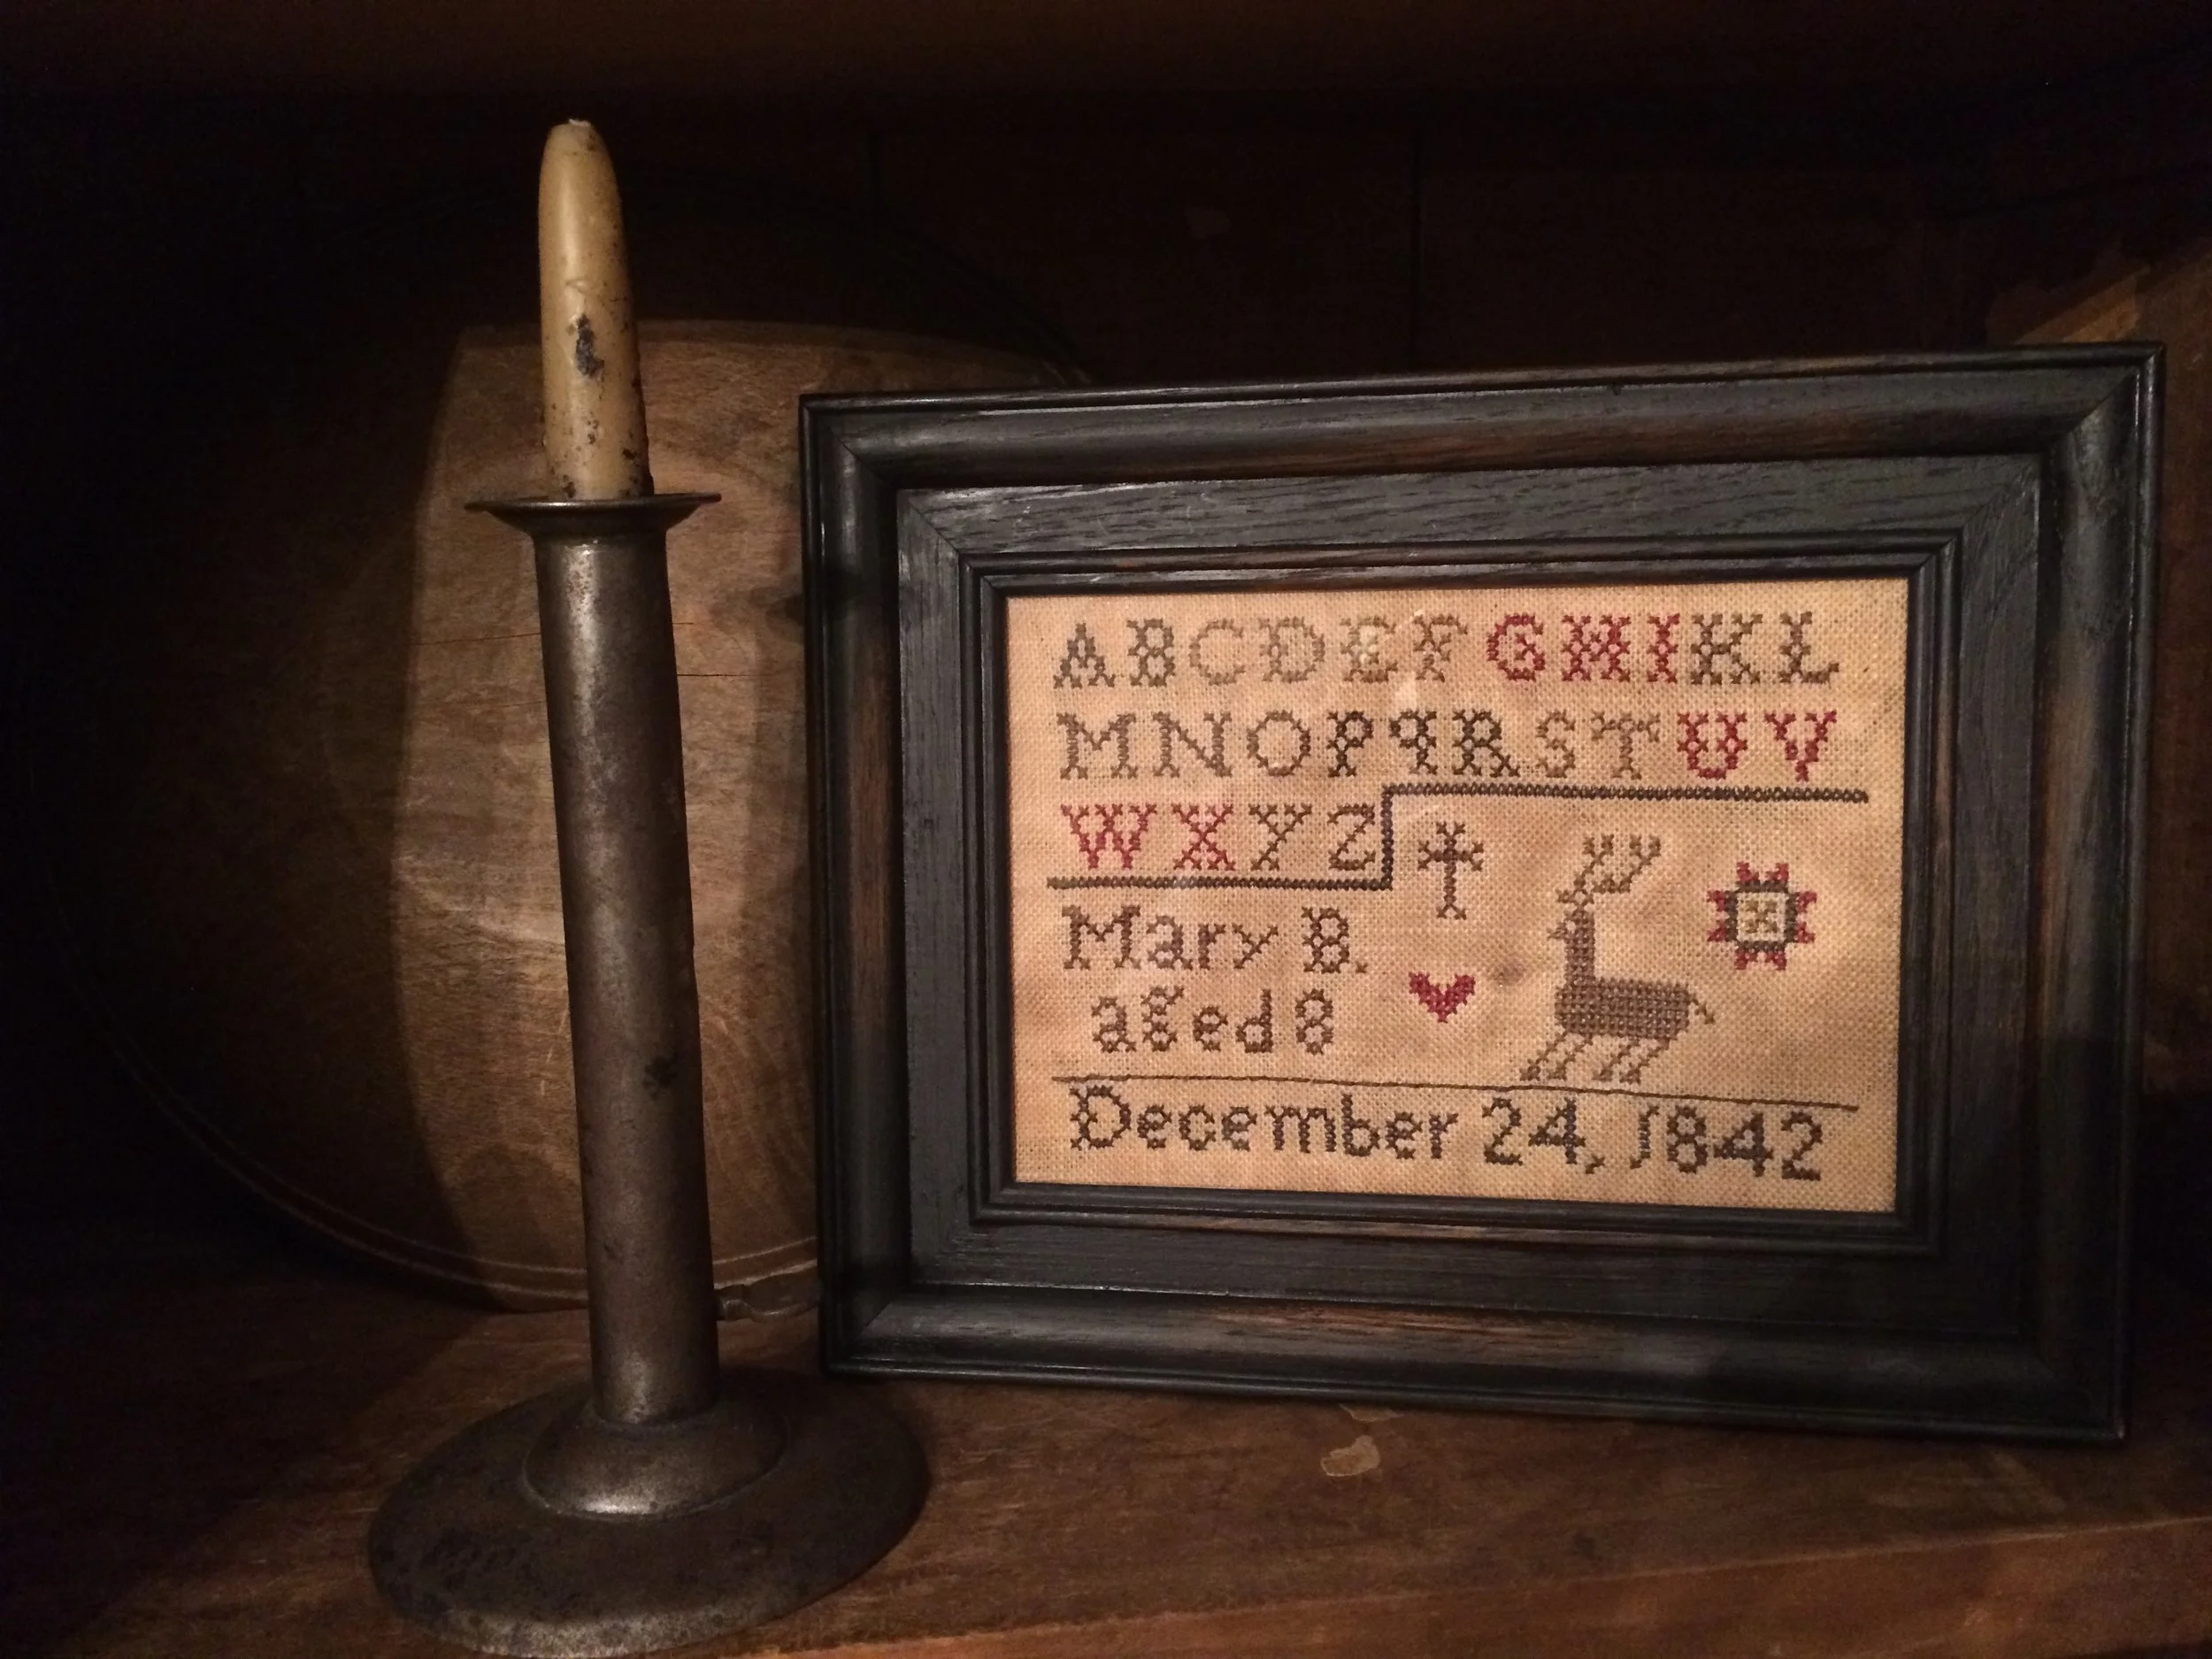 ABCDEFGHIKL
MNOPqRSTUV
WXYZ
Mary B.
aged 8
December 24, 1842